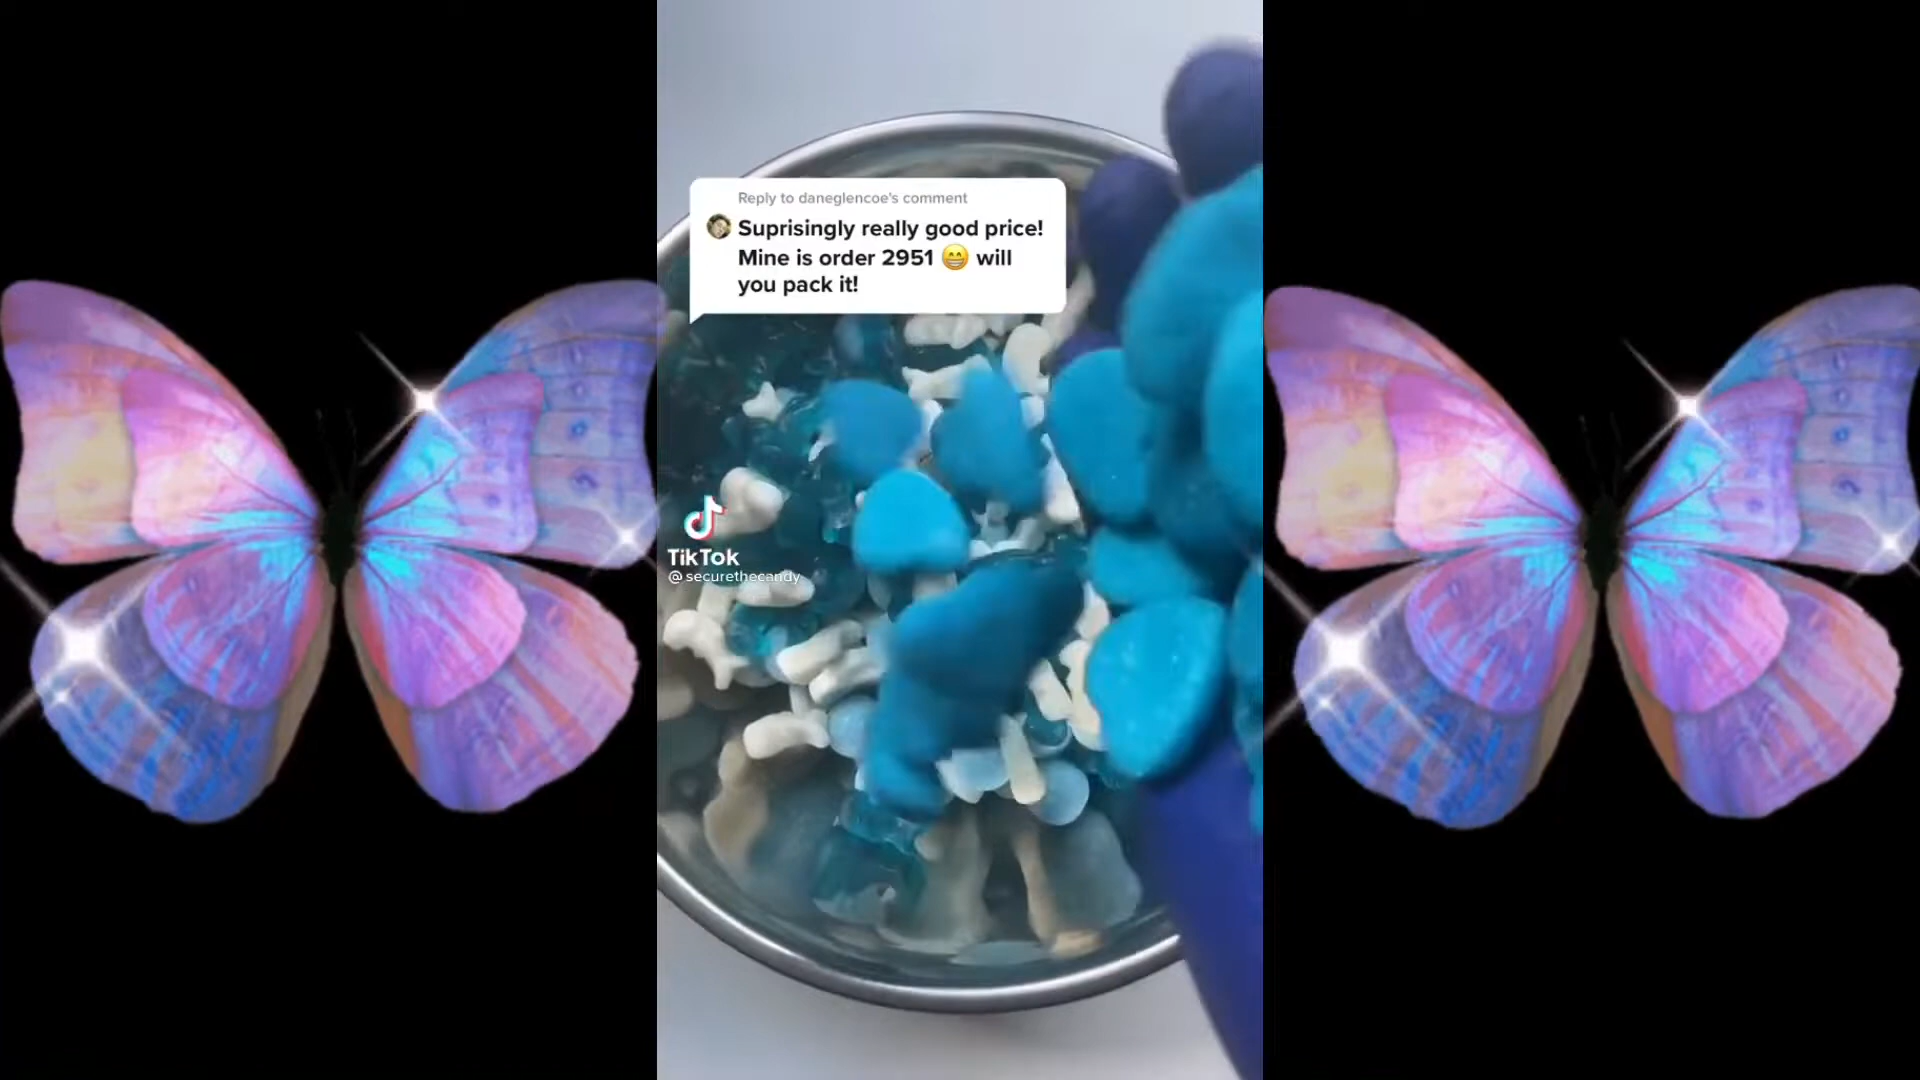 Reply to daneglencoe's comment
Suprisingly really good price!
Mine is order 2951 😁 will
you pack it!
TikTok
@securethecandy